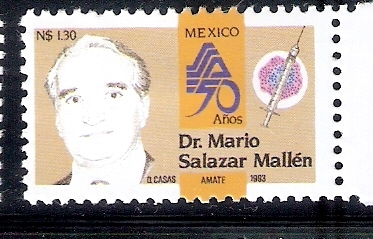 N$ 1.30
MEXICO
50
Años
Dr. Mario
Salazar Mallén
D. CASAS AMATE 1993